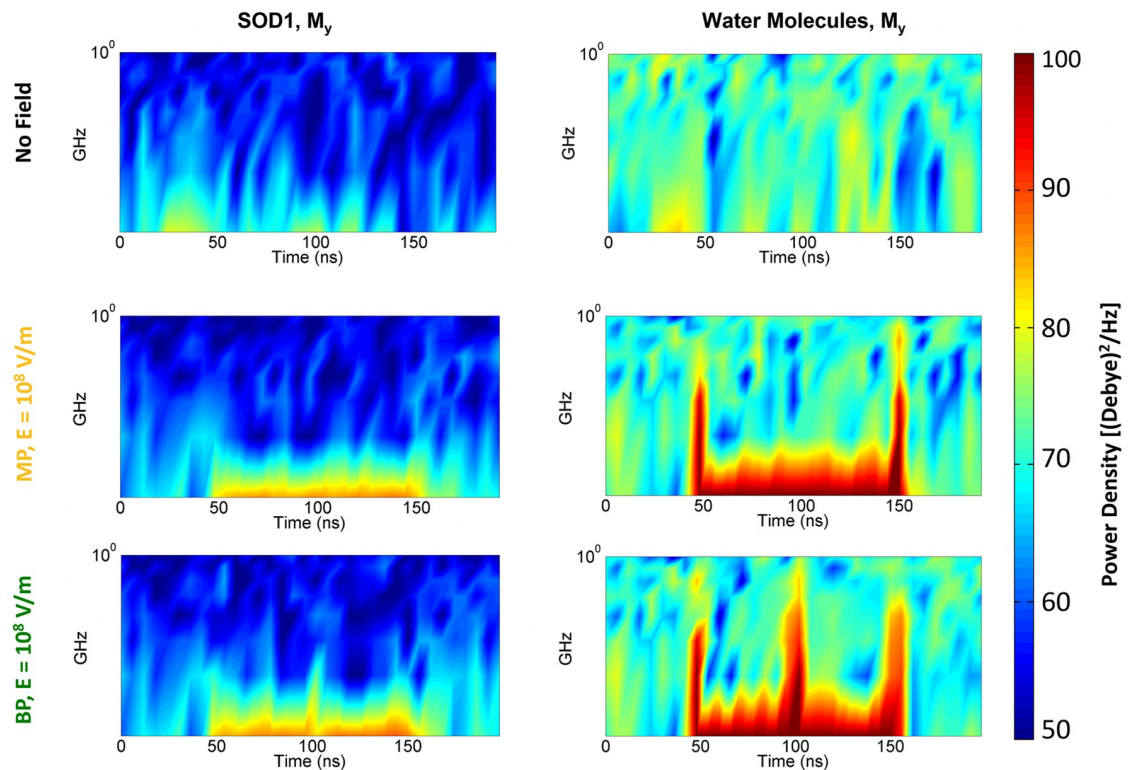 SOD1, My
Water Molecules, My
No Field
10⁰
GHz
0 50 100 150
Time (ns)
10⁰
GHz
0 50 100 150
Time (ns)
MP, E = 10⁸ V/m
10⁰
GHz
0 50 100 150
Time (ns)
10⁰
GHz
0 50 100 150
Time (ns)
BP, E = 10⁸ V/m
10⁰
GHz
0 50 100 150
Time (ns)
10⁰
GHz
0 50 100 150
Time (ns)
100
90
80
70
60
50
Power Density [(Debye)²/Hz]